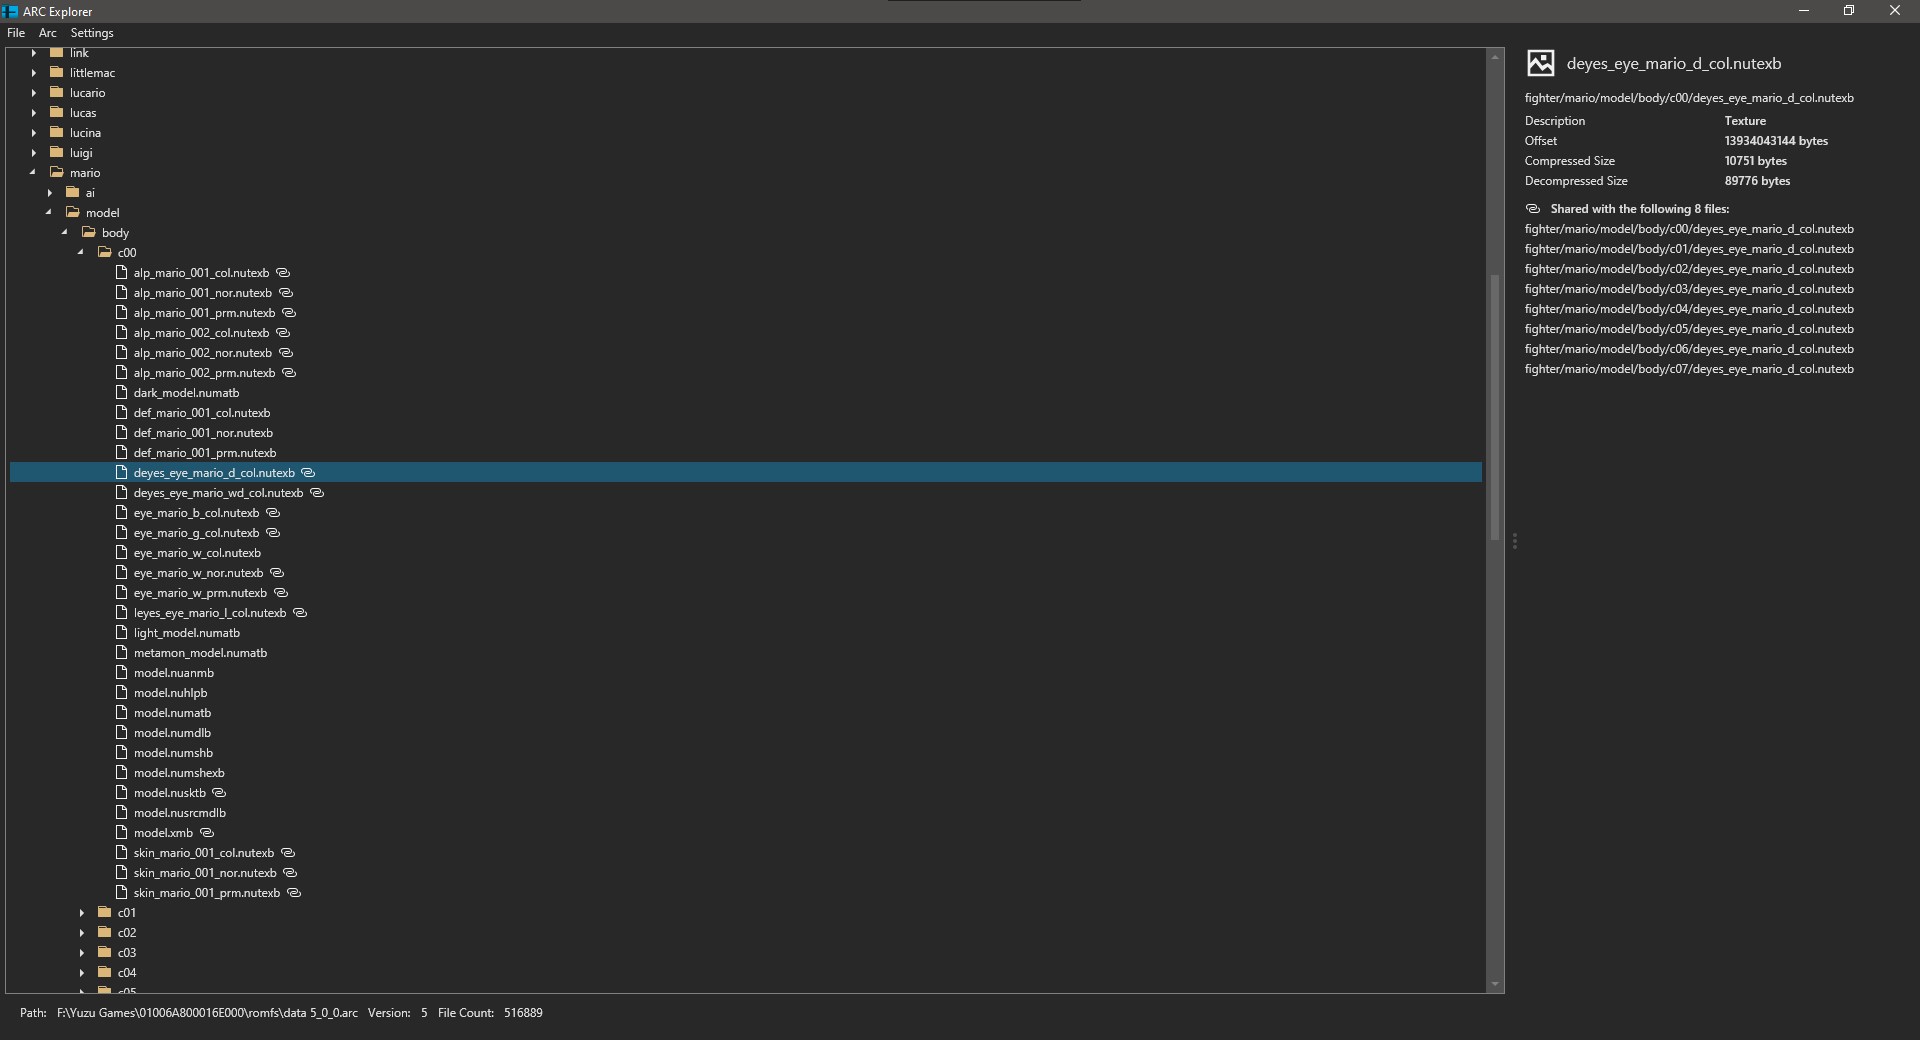 ARC Explorer
File Arc Settings
link
littlemac
lucario
lucas
lucina
luigi
mario
ai
model
body
c00
alp_mario_001_col.nutexb
alp_mario_001_nor.nutexb
alp_mario_001_prm.nutexb
alp_mario_002_col.nutexb
alp_mario_002_nor.nutexb
alp_mario_002_prm.nutexb
dark_model.numatb
def_mario_001_col.nutexb
def_mario_001_nor.nutexb
def_mario_001_prm.nutexb
deyes_eye_mario_d_col.nutexb
deyes_eye_mario_wd_col.nutexb
eye_mario_b_col.nutexb
eye_mario_g_col.nutexb
eye_mario_w_col.nutexb
eye_mario_w_nor.nutexb
eye_mario_w_prm.nutexb
leyes_eye_mario_l_col.nutexb
light_model.numatb
metamon_model.numatb
model.nuanmb
model.nuhlpb
model.numatb
model.numdlb
model.numshb
model.numshexb
model.nusktb
model.nusrcmdlb
model.xmb
skin_mario_001_col.nutexb
skin_mario_001_nor.nutexb
skin_mario_001_prm.nutexb
c01
c02
c03
c04
c05
deyes_eye_mario_d_col.nutexb
fighter/mario/model/body/c00/deyes_eye_mario_d_col.nutexb
Description Texture
Offset 13934043144 bytes
Compressed Size 10751 bytes
Decompressed Size 89776 bytes
Shared with the following 8 files:
fighter/mario/model/body/c00/deyes_eye_mario_d_col.nutexb
fighter/mario/model/body/c01/deyes_eye_mario_d_col.nutexb
fighter/mario/model/body/c02/deyes_eye_mario_d_col.nutexb
fighter/mario/model/body/c03/deyes_eye_mario_d_col.nutexb
fighter/mario/model/body/c04/deyes_eye_mario_d_col.nutexb
fighter/mario/model/body/c05/deyes_eye_mario_d_col.nutexb
fighter/mario/model/body/c06/deyes_eye_mario_d_col.nutexb
fighter/mario/model/body/c07/deyes_eye_mario_d_col.nutexb
Path: F:\Yuzu Games\01006A800016E000\romfs\data 5_0_0.arc Version: 5 File Count: 516889